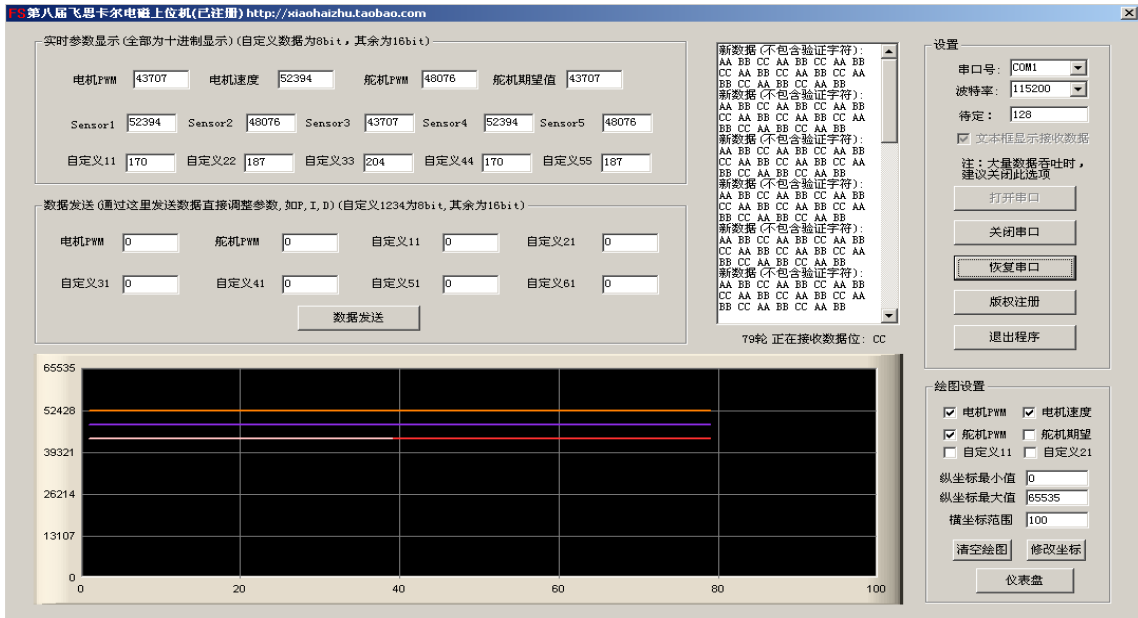 FS第八届飞思卡尔电磁上位机(已注册) http://xiaohaizhu.taobao.com
实时参数显示(全部为十进制显示)(自定义数据为8bit，其余为16bit)
电机PWM 43707 电机速度 52394 舵机PWM 48076 舵机期望值 43707
Sensor1 52394 Sensor2 48076 Sensor3 43707 Sensor4 52394 Sensor5 48076
自定义11 170 自定义22 187 自定义33 204 自定义44 170 自定义55 187
数据发送(通过这里发送数据直接调整参数,如P,I,D)(自定义1234为8bit,其余为16bit)
电机PWM 0 舵机PWM 0 自定义11 0 自定义21 0
自定义31 0 自定义41 0 自定义51 0 自定义61 0
数据发送
新数据(不包含验证字符):
AA BB CC AA BB CC AA BB
CC AA BB CC AA BB CC AA
BB CC AA BB CC AA BB
新数据(不包含验证字符):
AA BB CC AA BB CC AA BB
CC AA BB CC AA BB CC AA
BB CC AA BB CC AA BB
新数据(不包含验证字符):
AA BB CC AA BB CC AA BB
CC AA BB CC AA BB CC AA
BB CC AA BB CC AA BB
新数据(不包含验证字符):
AA BB CC AA BB CC AA BB
CC AA BB CC AA BB CC AA
BB CC AA BB CC AA BB
新数据(不包含验证字符):
AA BB CC AA BB CC AA BB
CC AA BB CC AA BB CC AA
BB CC AA BB CC AA BB
新数据(不包含验证字符):
AA BB CC AA BB CC AA BB
CC AA BB CC AA BB CC AA
BB CC AA BB CC AA BB
79轮 正在接收数据位: CC
设置
串口号: COM1
波特率: 115200
待定: 128
文本框显示接收数据
注：大量数据吞吐时，
建议关闭此选项
打开串口
关闭串口
恢复串口
版权注册
退出程序
65535
52428
39321
26214
13107
0
0 20 40 60 80 100
绘图设置
电机PWM 电机速度
舵机PWM 舵机期望
自定义11 自定义21
纵坐标最小值 0
纵坐标最大值 65535
横坐标范围 100
清空绘图 修改坐标
仪表盘